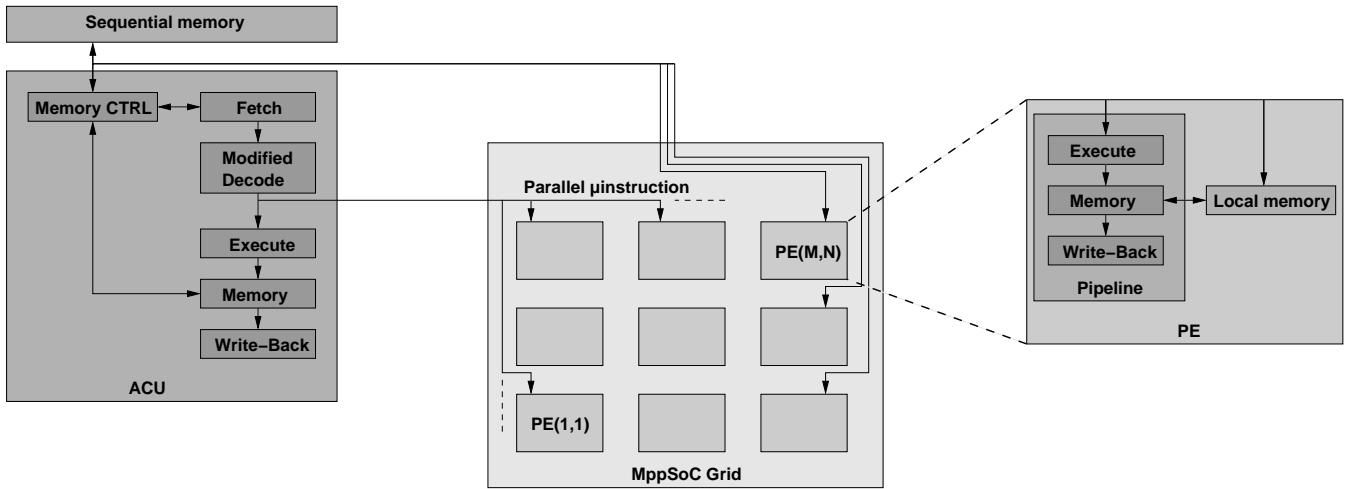 Sequential memory
Memory CTRL
Fetch
Modified
Decode
Execute
Memory
Write−Back
ACU
Parallel µinstruction
PE(M,N)
PE(1,1)
MppSoC Grid
Execute
Memory
Write−Back
Pipeline
Local memory
PE